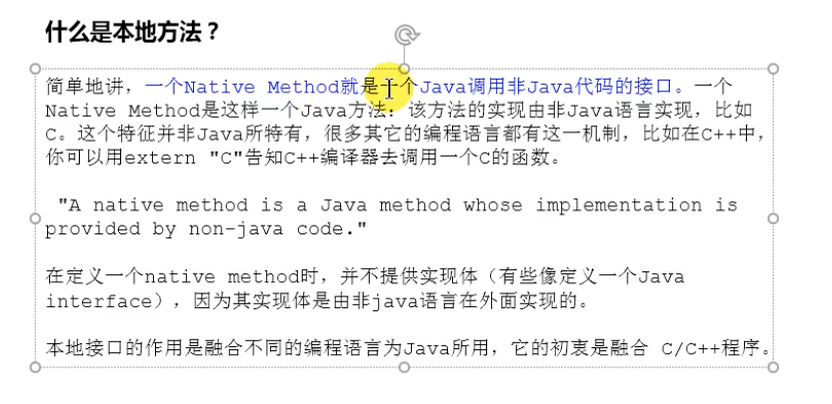 什么是本地方法？
简单地讲，一个Native Method就是一个Java调用非Java代码的接口。一个
Native Method是这样一个Java方法：该方法的实现由非Java语言实现，比如
C。这个特征并非Java所特有，很多其它的编程语言都有这一机制，比如在C++中，
你可以用extern "C"告知C++编译器去调用一个C的函数。
"A native method is a Java method whose implementation is
provided by non-java code."
在定义一个native method时，并不提供实现体（有些像定义一个Java
interface），因为其实现体是由非java语言在外面实现的。
本地接口的作用是融合不同的编程语言为Java所用，它的初衷是融合 C/C++程序。